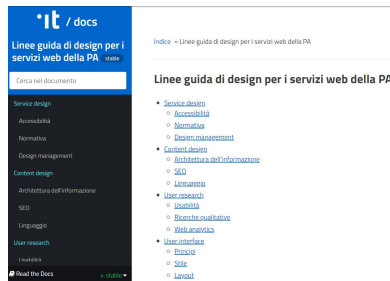 it / docs
Linee guida di design per i
servizi web della PA stable
Cerca nel documento
Service design
Accessibilità
Normativa
Design management
Content design
Architettura dell'informazione
SEO
Linguaggio
User research
Usabilità
Read the Docs v: stable
Indice » Linee guida di design per i servizi web della PA
Linee guida di design per i servizi web della PA
Service design
Accessibilità
Normativa
Design management
Content design
Architettura dell'informazione
SEO
Linguaggio
User research
Usabilità
Ricerche qualitative
Web analytics
User interface
Principi
Stile
Layout